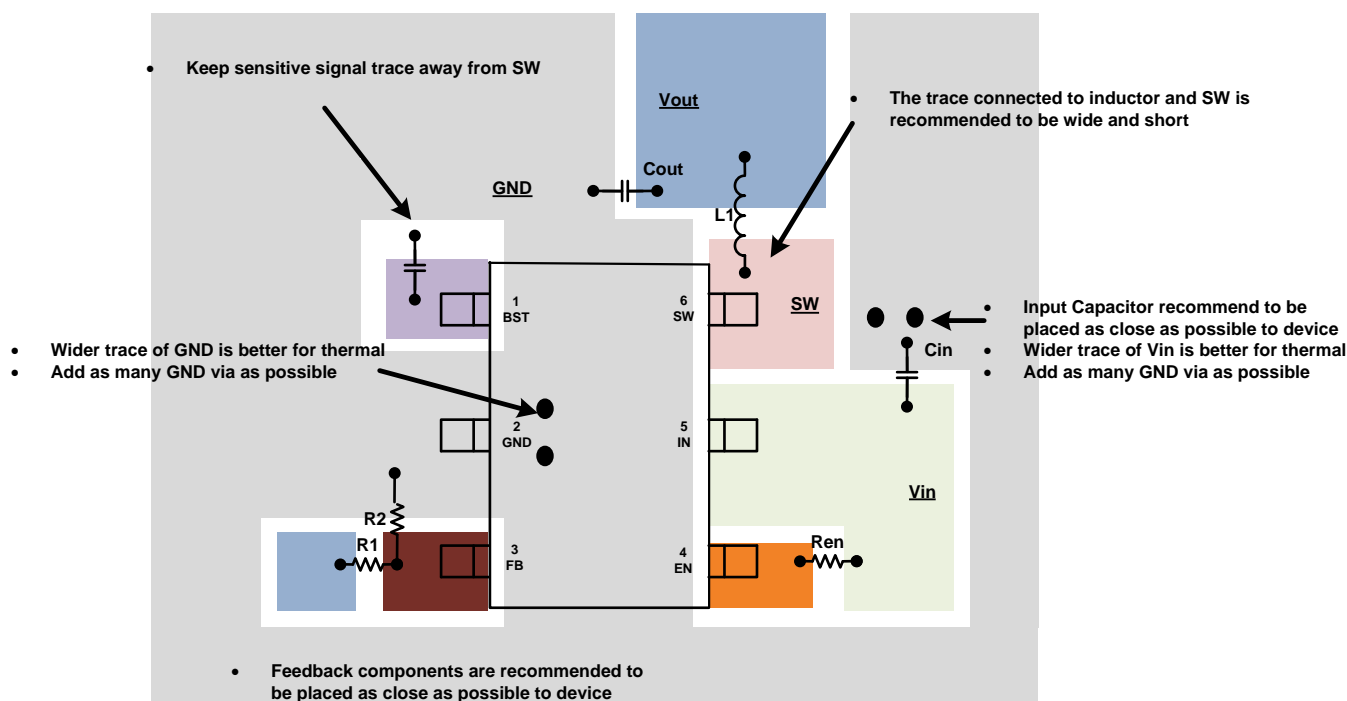 • Keep sensitive signal trace away from SW
Vout
• The trace connected to inductor and SW is
recommended to be wide and short
GND
Cout
L1
1
BST
6
SW
SW
• Input Capacitor recommend to be
placed as close as possible to device
• Wider trace of Vin is better for thermal
• Add as many GND via as possible
Cin
• Wider trace of GND is better for thermal
• Add as many GND via as possible
2
GND
5
IN
Vin
R2
R1
3
FB
4
EN
Ren
• Feedback components are recommended to
be placed as close as possible to device